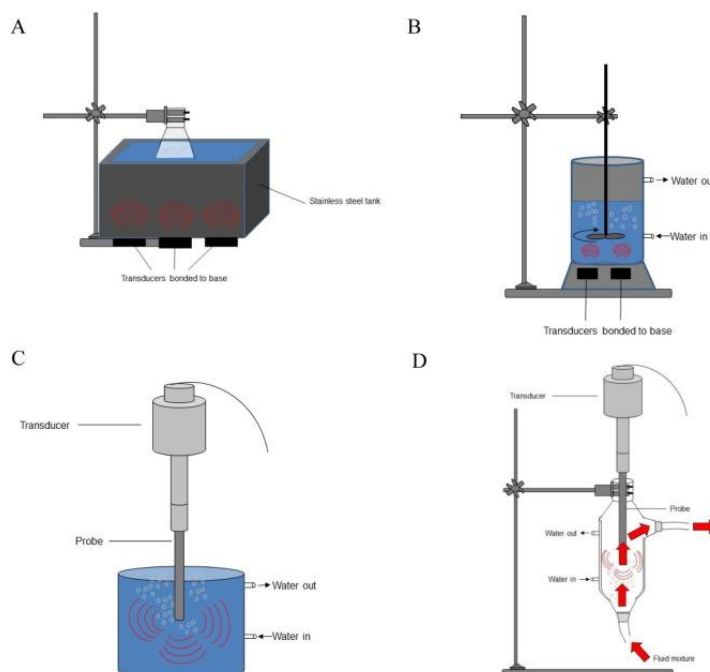 A
B
Stainless steel tank
Transducers bonded to base
Water out
Water in
Transducers bonded to base
C
D
Transducer
Transducer
Probe
Water out
Water in
Probe
Water out
Water in
Fluid mixture